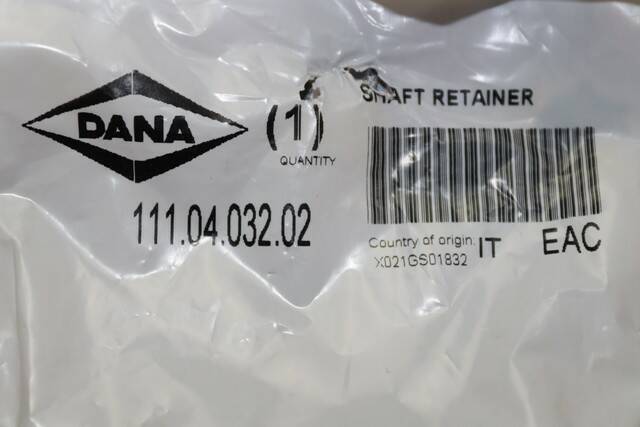 DANA
(1)
QUANTITY
111.04.032.02
SHAFT RETAINER
Country of origin: IT
X021GS01832
EAC